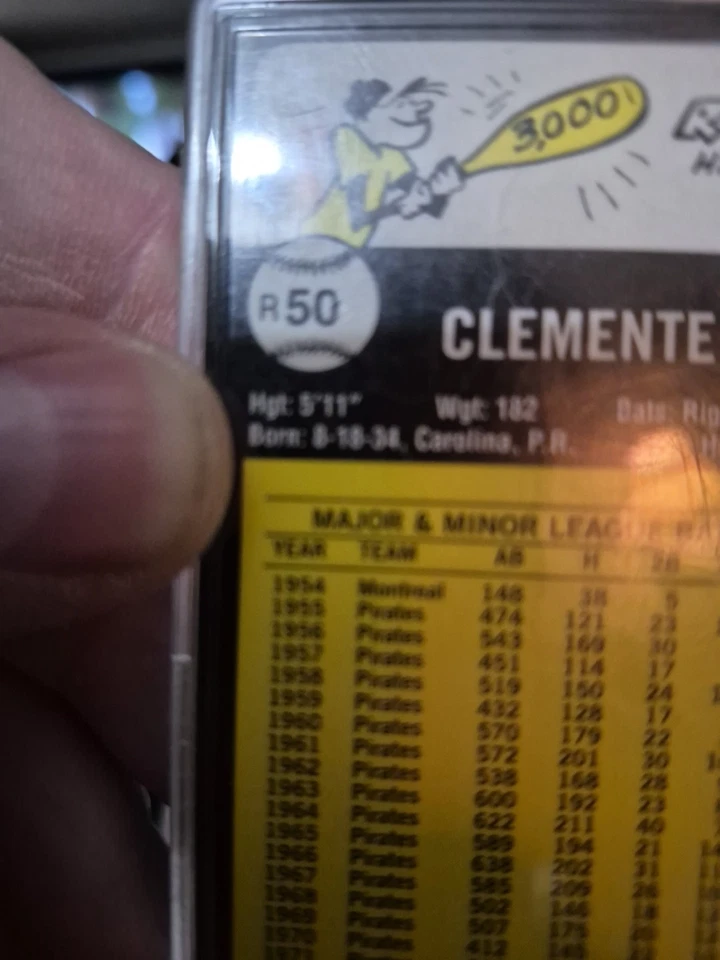 3,000
R50
CLEMENTE
Hgt: 5'11" Wgt: 182 Bats:
Born: 8-18-34, Carolina, P.R.
MAJOR & MINOR LEAGUE
YEAR TEAM AB H 2B
1954 Montreal 148 38 5
1955 Pirates 474 121 23
1956 Pirates 543 169 30
1957 Pirates 451 114 17
1958 Pirates 519 150 24
1959 Pirates 432 128 17
1960 Pirates 570 179 22
1961 Pirates 572 201 30
1962 Pirates 538 168 28
1963 Pirates 600 192 23
1964 Pirates 622 211 40
1965 Pirates 589 194 21
1966 Pirates 638 202 31
1967 Pirates 585 209 26
1968 Pirates 502 146 18
1969 Pirates 507 175
1970 Pirates 412